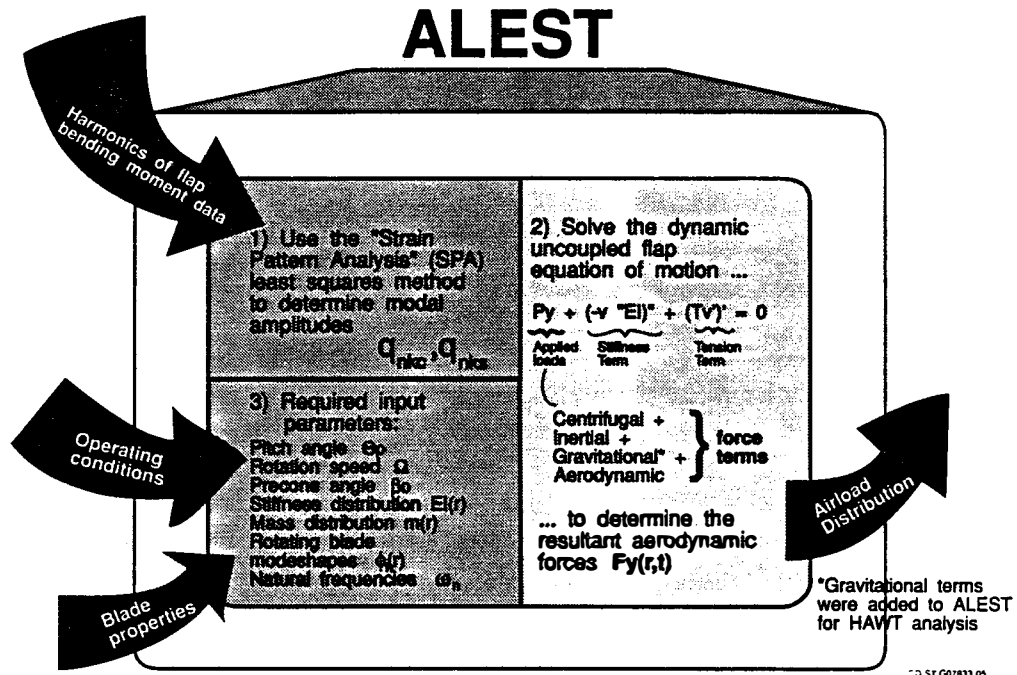 ALEST
Harmonics of flap
bending moment data
1) Use the "Strain
Pattern Analysis" (SPA)
least squares method
to determine modal
amplitudes
qnkc ,qnks
2) Solve the dynamic
uncoupled flap
equation of motion ...
Py + (-v "EI)" + (Tv')' = 0
Applied
loads
Stiffness
Term
Tension
Term
Centrifugal +
Inertial +
Gravitational* +
Aerodynamic
force
terms
... to determine the
resultant aerodynamic
forces Fy(r,t)
Operating
conditions
3) Required input
parameters:
Pitch angle Θp
Rotation speed Ω
Precone angle βo
Stiffness distribution EI(r)
Mass distribution m(r)
Rotating blade
modeshapes ϕ(r)
Natural frequencies ωn
Blade
properties
Airload
Distribution
*Gravitational terms
were added to ALEST
for HAWT analysis